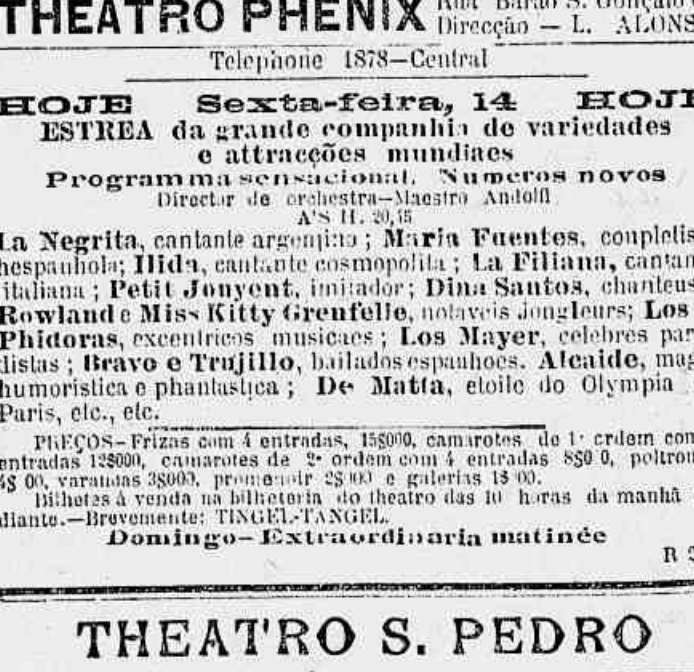 THEATRO PHENIX Rua Barão S. Gonçalo
Direcção — L. ALONS
Telephone 1878—Central
HOJE Sexta-feira, 14 HOJE
ESTREA da grande companhia de variedades
e attracções mundiaes
Programma sensacional. Numeros novos
Director de orchestra—Maestro Andolfi
A'S H. 20,15
La Negrita, cantante argentina; Maria Fuentes, coupletis
hespanhola; Ilida, cantante cosmopolita; La Filiana, cantan
italiana; Petit Jouyent, imitador; Dina Santos, chanteus
Rowland e Miss Kitty Grenfelle, notaveis jongleurs; Los
Phidoras, excentricos musicaes; Los Mayer, celebres par
distas; Bravo e Trujillo, bailados espanhoes. Alcaide, mag
humoristica e phantastica; De Matta, etoile do Olympia
Paris, etc., etc.
PREÇOS—Frizas com 4 entradas, 15$000, camarotes de 1ª ordem com
entradas 12$000, camarotes de 2ª ordem com 4 entradas 8$0 0, poltron
4$ 00, varandas 3$000, promenoir 2$ 00 e galerias 1$ 00.
Bilhetes á venda na bilheteria do theatro das 10 horas da manhã
diante.—Brevemente: TINGEL-TANGEL.
Domingo—Extraordinaria matinée
R
THEATRO S. PEDRO